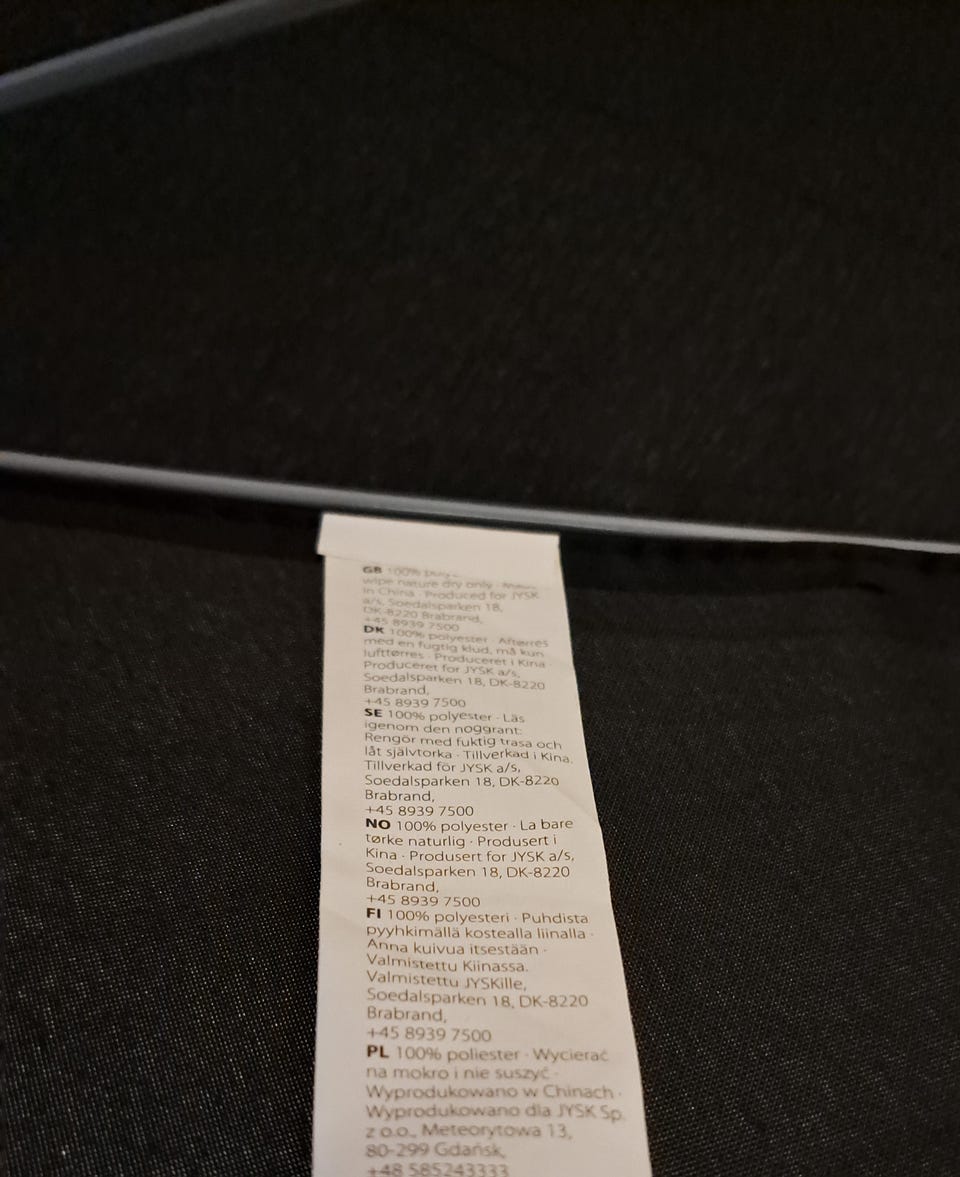 GB 100%
wipe nature dry only ·
in China · Produced for JYSK
a/s, Soedalsparken 18,
DK-8220 Brabrand,
+45 8939 7500
DK 100% polyester · Aftørres
med en fugtig klud, må kun
lufttørres · Produceret i Kina
Produceret for JYSK a/s,
Soedalsparken 18, DK-8220
Brabrand,
+45 8939 7500
SE 100% polyester · Läs
igenom den noggrant:
Rengör med fuktig trasa och
låt självtorka · Tillverkad i Kina.
Tillverkad för JYSK a/s,
Soedalsparken 18, DK-8220
Brabrand,
+45 8939 7500
NO 100% polyester · La bare
tørke naturlig · Produsert i
Kina · Produsert for JYSK a/s,
Soedalsparken 18, DK-8220
Brabrand,
+45 8939 7500
FI 100% polyesteri · Puhdista
pyyhkimällä kostealla liinalla ·
Anna kuivua itsestään ·
Valmistettu Kiinassa.
Valmistettu JYSKille,
Soedalsparken 18, DK-8220
Brabrand,
+45 8939 7500
PL 100% poliester · Wycierać
na mokro i nie suszyć ·
Wyprodukowano w Chinach ·
Wyprodukowano dla JYSK Sp.
z o.o., Meteorytowa 13,
80-299 Gdańsk,
+48 585243333